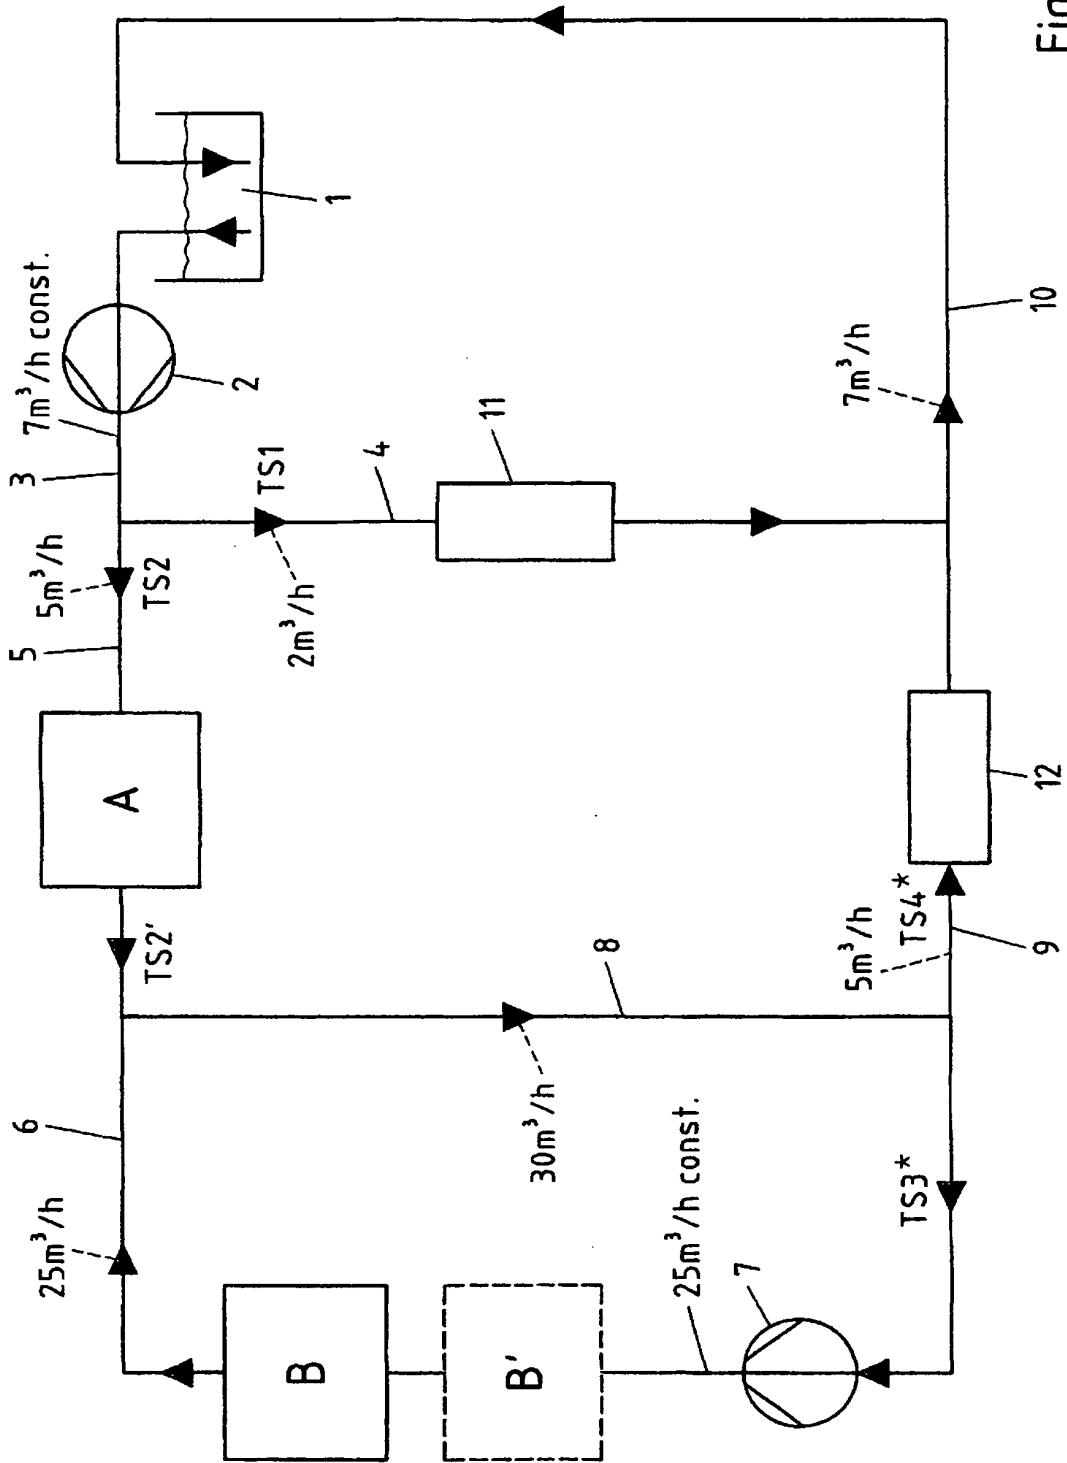 6
5
3
7m³/h const.
25m³/h
5m³/h
A
TS2'
TS2
2
TS1
B
2m³/h
1
4
11
B'
30m³/h
8
25m³/h const.
7
5m³/h
7m³/h
TS3*
TS4*
9
12
10
Fig